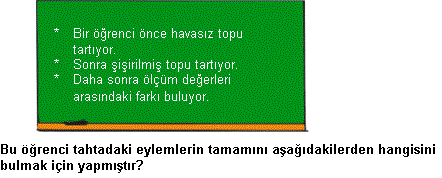 * Bir öğrenci önce havasız topu
tartıyor.
* Sonra şişirilmiş topu tartıyor.
* Daha sonra ölçüm değerleri
arasındaki farkı buluyor.
Bu öğrenci tahtadaki eylemlerin tamamını aşağıdakilerden hangisini
bulmak için yapmıştır?